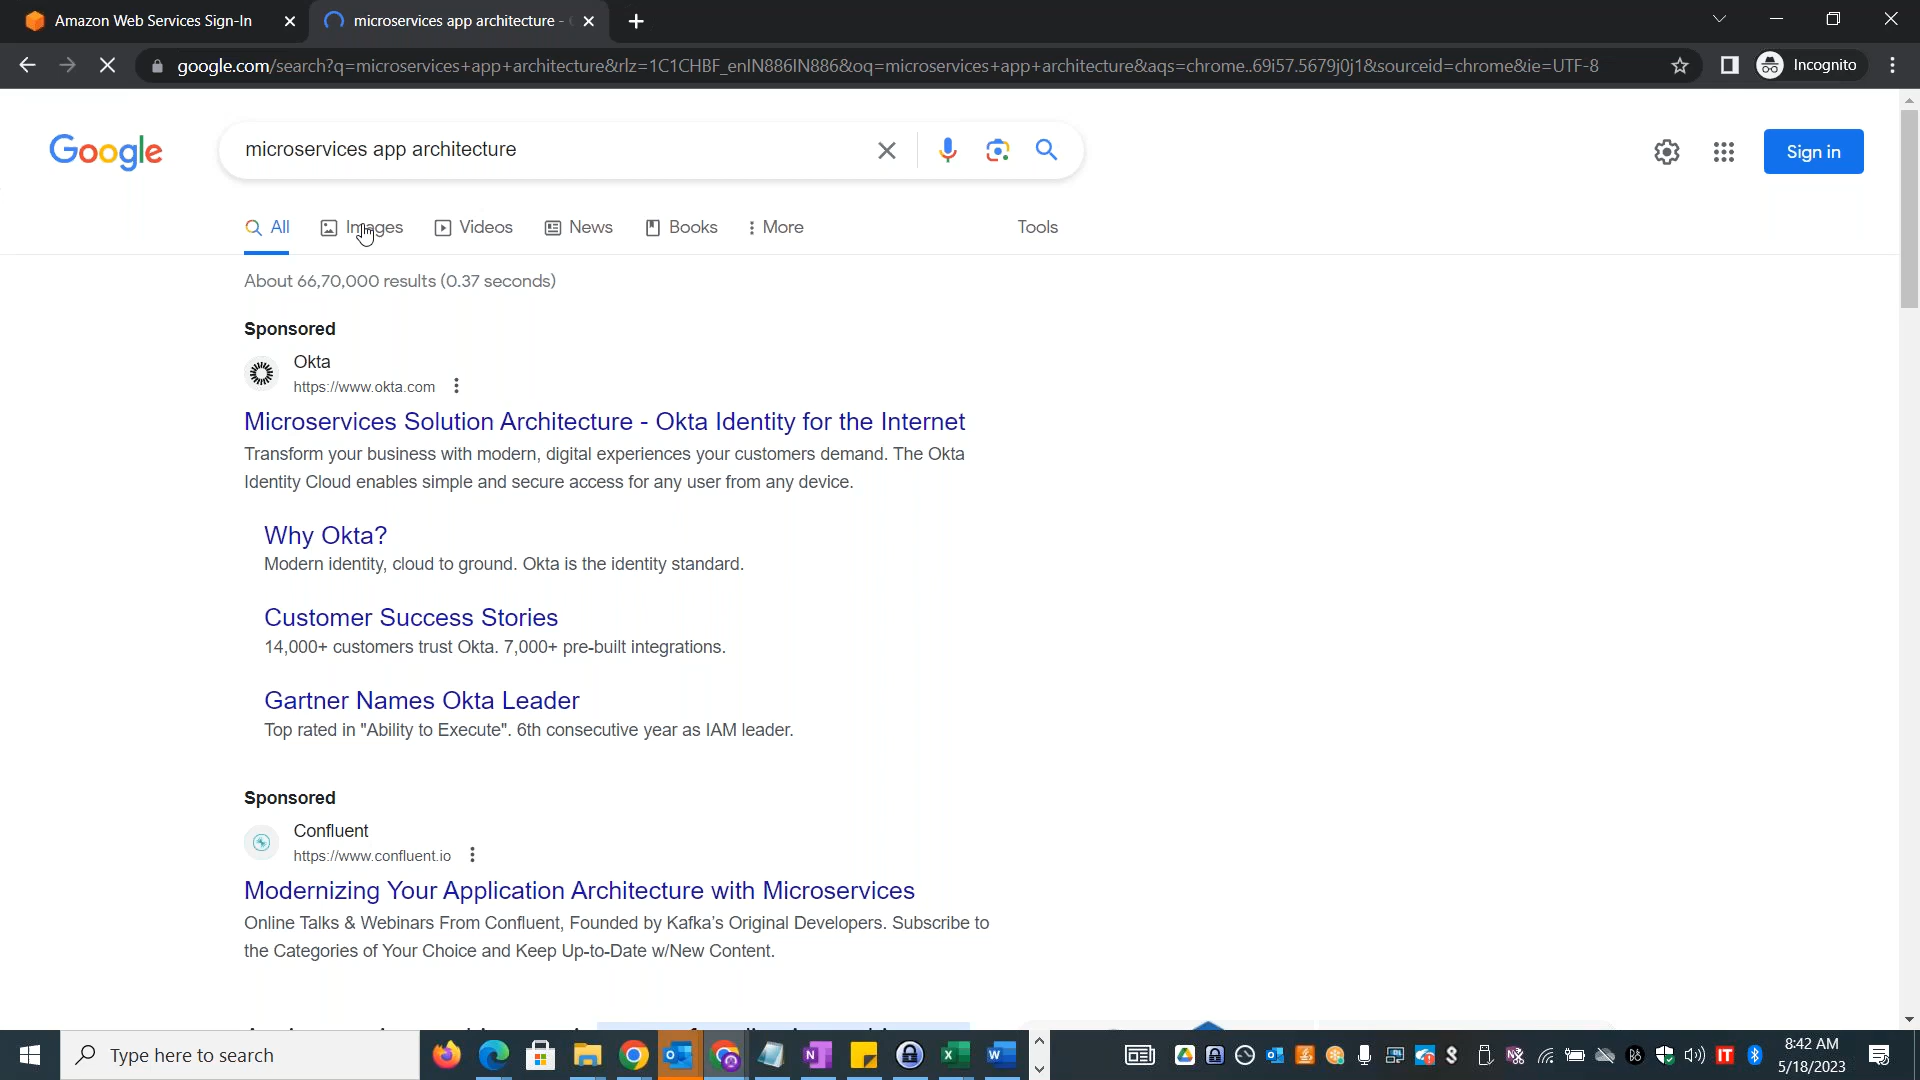 Amazon Web Services Sign-In
microservices app architecture -
google.com/search?q=microservices+app+architecture&rlz=1C1CHBF_enIN886IN886&oq=microservices+app+architecture&aqs=chrome..69i57.5679j0j1&sourceid=chrome&ie=UTF-8
Incognito
Google
microservices app architecture
Sign in
All
Images
Videos
News
Books
More
Tools
About 66,70,000 results (0.37 seconds)
Sponsored
Okta
https://www.okta.com
Microservices Solution Architecture - Okta Identity for the Internet
Transform your business with modern, digital experiences your customers demand. The Okta
Identity Cloud enables simple and secure access for any user from any device.
Why Okta?
Modern identity, cloud to ground. Okta is the identity standard.
Customer Success Stories
14,000+ customers trust Okta. 7,000+ pre-built integrations.
Gartner Names Okta Leader
Top rated in "Ability to Execute". 6th consecutive year as IAM leader.
Sponsored
Confluent
https://www.confluent.io
Modernizing Your Application Architecture with Microservices
Online Talks & Webinars From Confluent, Founded by Kafka's Original Developers. Subscribe to
the Categories of Your Choice and Keep Up-to-Date w/New Content.
Type here to search
8:42 AM
5/18/2023